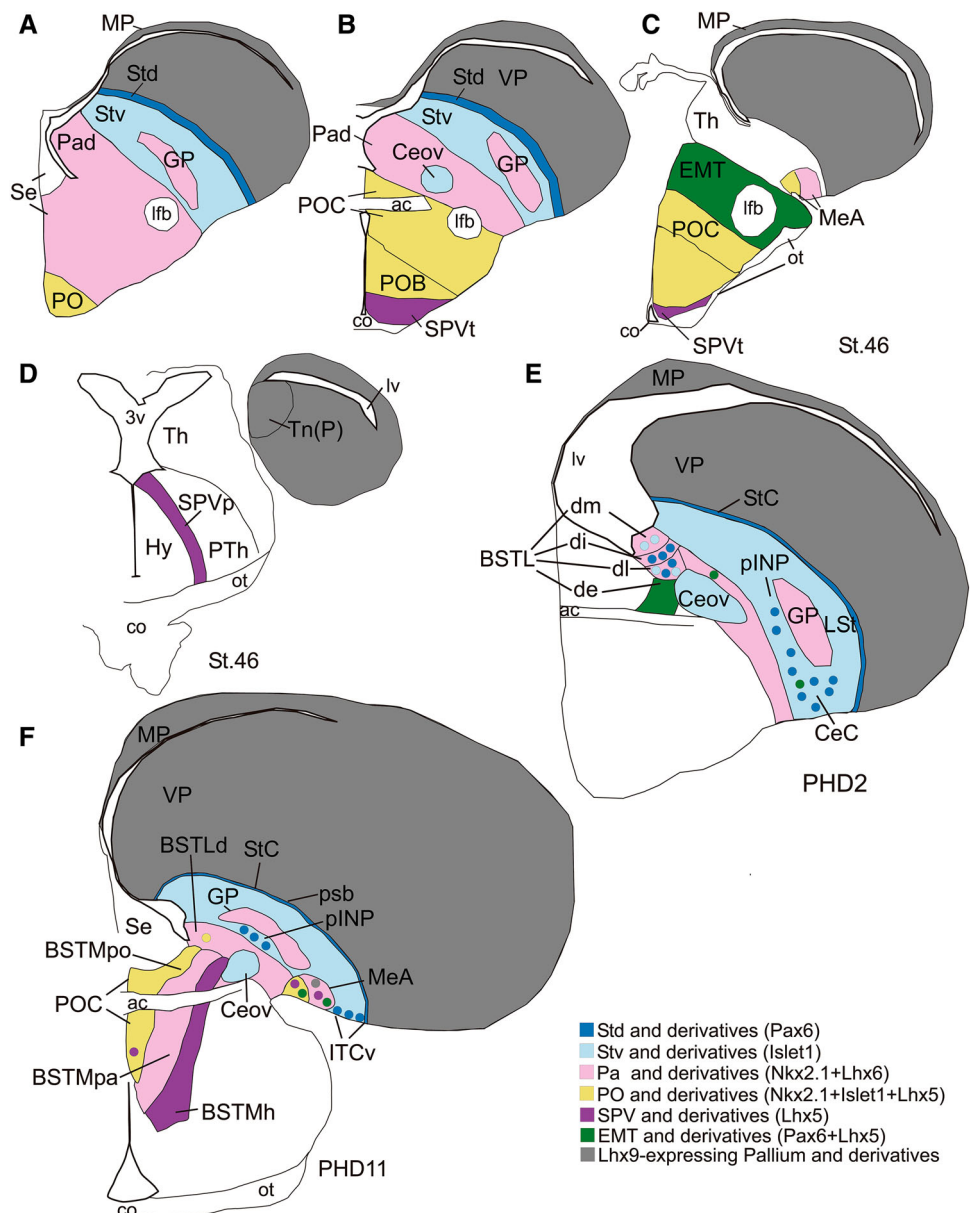 A
MP
Std
Stv
Pad
GP
Se
lfb
PO
B
MP
Std
VP
Stv
Pad
Ceov
GP
POC
ac
lfb
POB
co
SPVt
C
MP
Th
EMT
lfb
MeA
POC
ot
co
SPVt
St.46
D
3v
Th
lv
Tn(P)
SPVp
Hy
PTh
ot
co
St.46
E
MP
lv
VP
StC
dm
di
BSTL
dl
pINP
de
Ceov
ac
GP
LSt
CeC
PHD2
F
MP
VP
BSTLd
StC
psb
GP
pINP
Se
BSTMpo
MeA
POC
ac
Ceov
ITCv
BSTMpa
BSTMh
PHD11
ot
co
Std and derivatives (Pax6)
Stv and derivatives (Islet1)
Pa and derivatives (Nkx2.1+Lhx6)
PO and derivatives (Nkx2.1+Islet1+Lhx5)
SPV and derivatives (Lhx5)
EMT and derivatives (Pax6+Lhx5)
Lhx9-expressing Pallium and derivatives